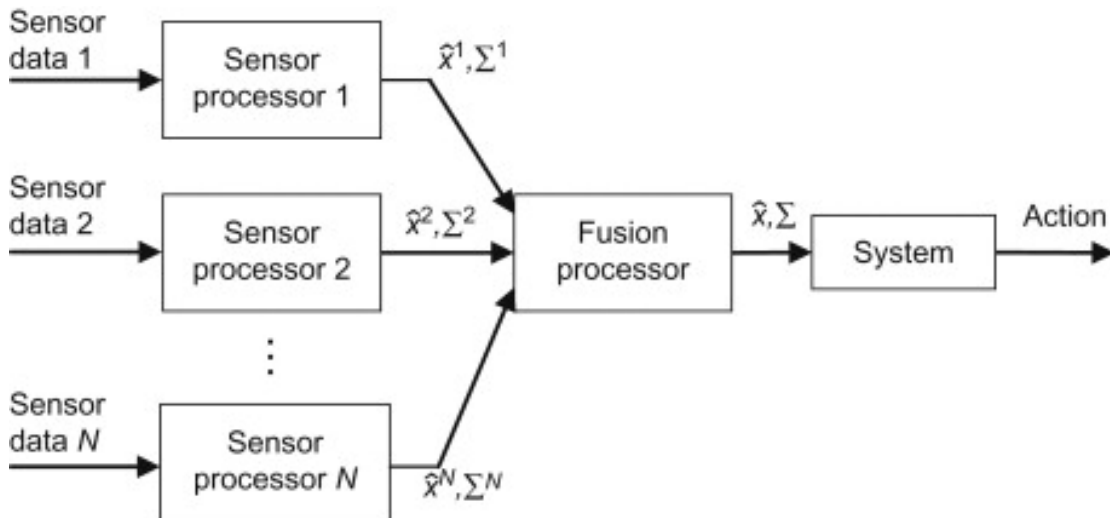 Sensor
data 1
Sensor
processor 1
x̂¹,Σ¹
Sensor
data 2
Sensor
processor 2
x̂²,Σ²
Fusion
processor
x̂,Σ
System
Action
⋮
Sensor
data N
Sensor
processor N
x̂ᴺ,Σᴺ